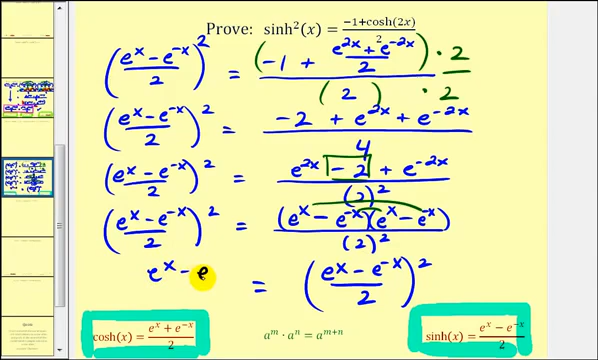 Prove: sinh²(x) = (-1+cosh(2x))/2
((eˣ - e⁻ˣ)/2)² = (-1 + (e²ˣ + e⁻²ˣ)/2) · 2 / (2) · 2
((eˣ - e⁻ˣ)/2)² = (-2 + e²ˣ + e⁻²ˣ)/4
((eˣ - e⁻ˣ)/2)² = (e²ˣ - 2 + e⁻²ˣ)/(2)²
((eˣ - e⁻ˣ)/2)² = (eˣ - e⁻ˣ)(eˣ - e⁻ˣ)/(2)²
eˣ - e = ((eˣ - e⁻ˣ)/2)²
cosh(x) = (eˣ + e⁻ˣ)/2 aᵐ · aⁿ = aᵐ⁺ⁿ sinh(x) = (eˣ - e⁻ˣ)/2